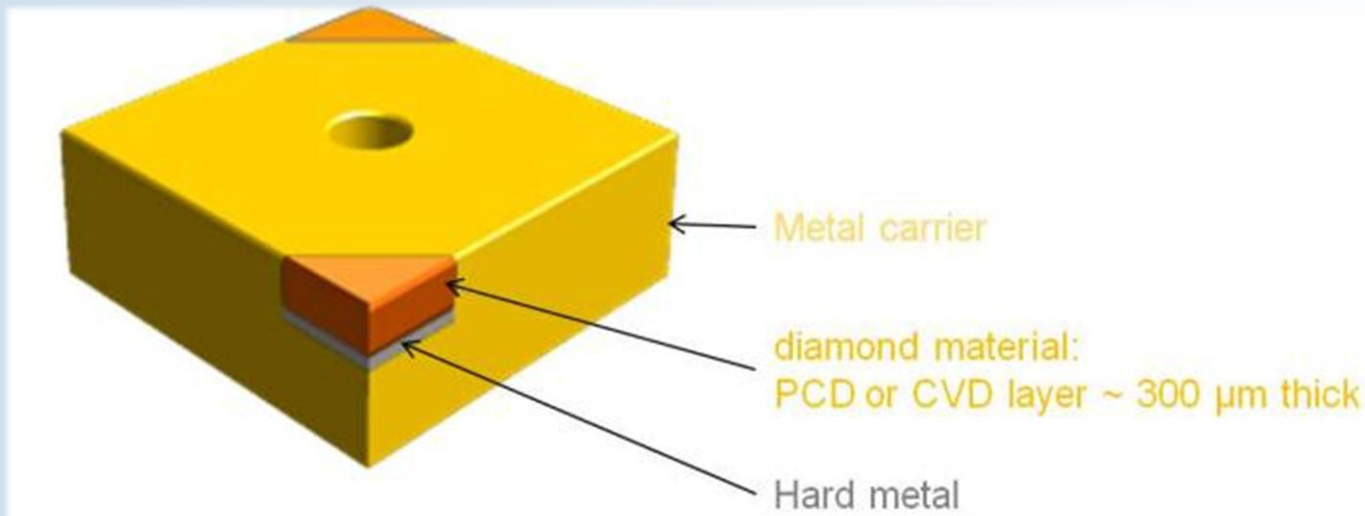 Metal carrier
diamond material:
PCD or CVD layer ~ 300 µm thick
Hard metal